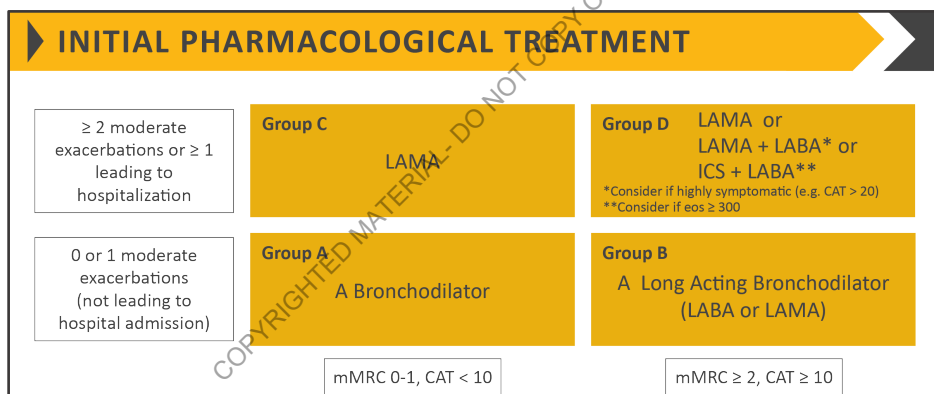 INITIAL PHARMACOLOGICAL TREATMENT
≥ 2 moderate
exacerbations or ≥ 1
leading to
hospitalization
Group C
LAMA
Group D
LAMA or
LAMA + LABA* or
ICS + LABA**
*Consider if highly symptomatic (e.g. CAT > 20)
**Consider if eos ≥ 300
0 or 1 moderate
exacerbations
(not leading to
hospital admission)
Group A
A Bronchodilator
Group B
A Long Acting Bronchodilator
(LABA or LAMA)
mMRC 0-1, CAT < 10
mMRC ≥ 2, CAT ≥ 10
COPYRIGHTED MATERIAL- DO NOT COPY